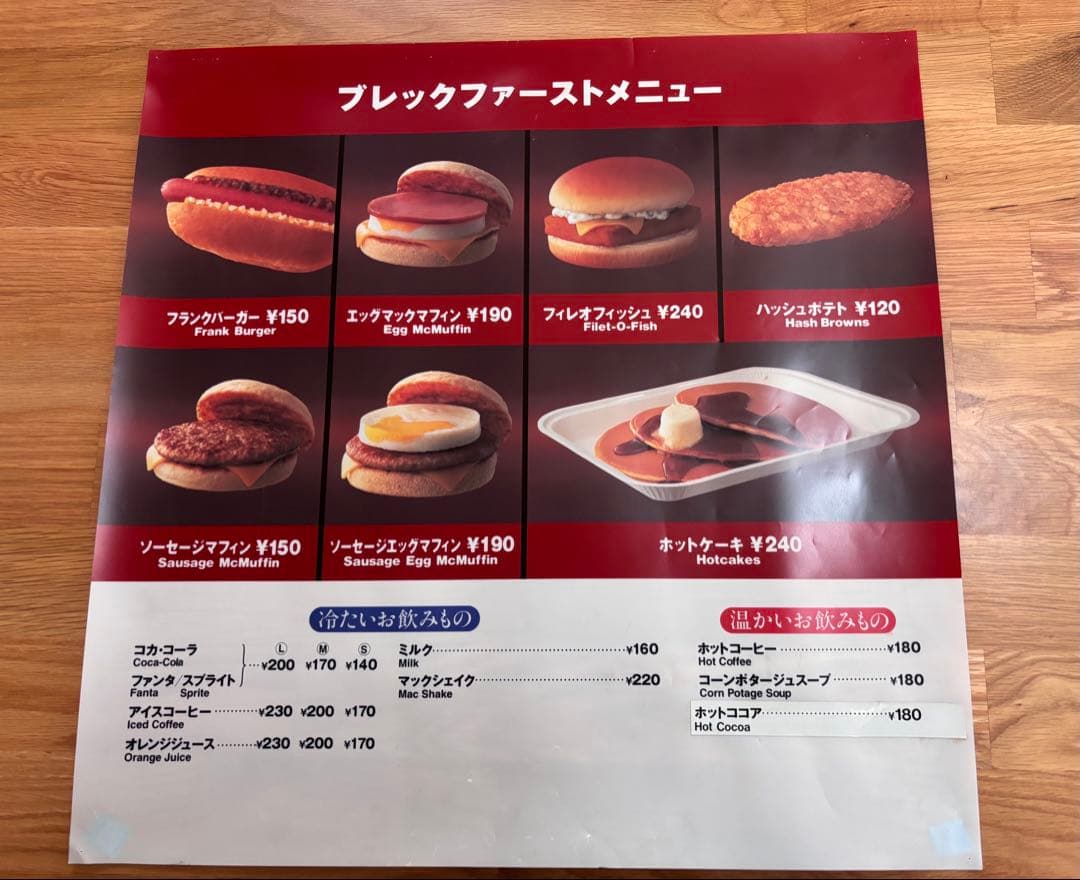 ブレックファーストメニュー
フランクバーガー ¥150
Frank Burger
エッグマックマフィン ¥190
Egg McMuffin
フィレオフィッシュ ¥240
Filet-O-Fish
ハッシュポテト ¥120
Hash Browns
ソーセージマフィン ¥150
Sausage McMuffin
ソーセージエッグマフィン ¥190
Sausage Egg McMuffin
ホットケーキ ¥240
Hotcakes
冷たいお飲みもの
Ⓛ Ⓜ Ⓢ
コカ・コーラ
Coca-Cola
ファンタ/スプライト
Fanta Sprite
¥200 ¥170 ¥140
アイスコーヒー ¥230 ¥200 ¥170
Iced Coffee
オレンジジュース ¥230 ¥200 ¥170
Orange Juice
ミルク ¥160
Milk
マックシェイク ¥220
Mac Shake
温かいお飲みもの
ホットコーヒー ¥180
Hot Coffee
コーンポタージュスープ ¥180
Corn Potage Soup
ホットココア ¥180
Hot Cocoa